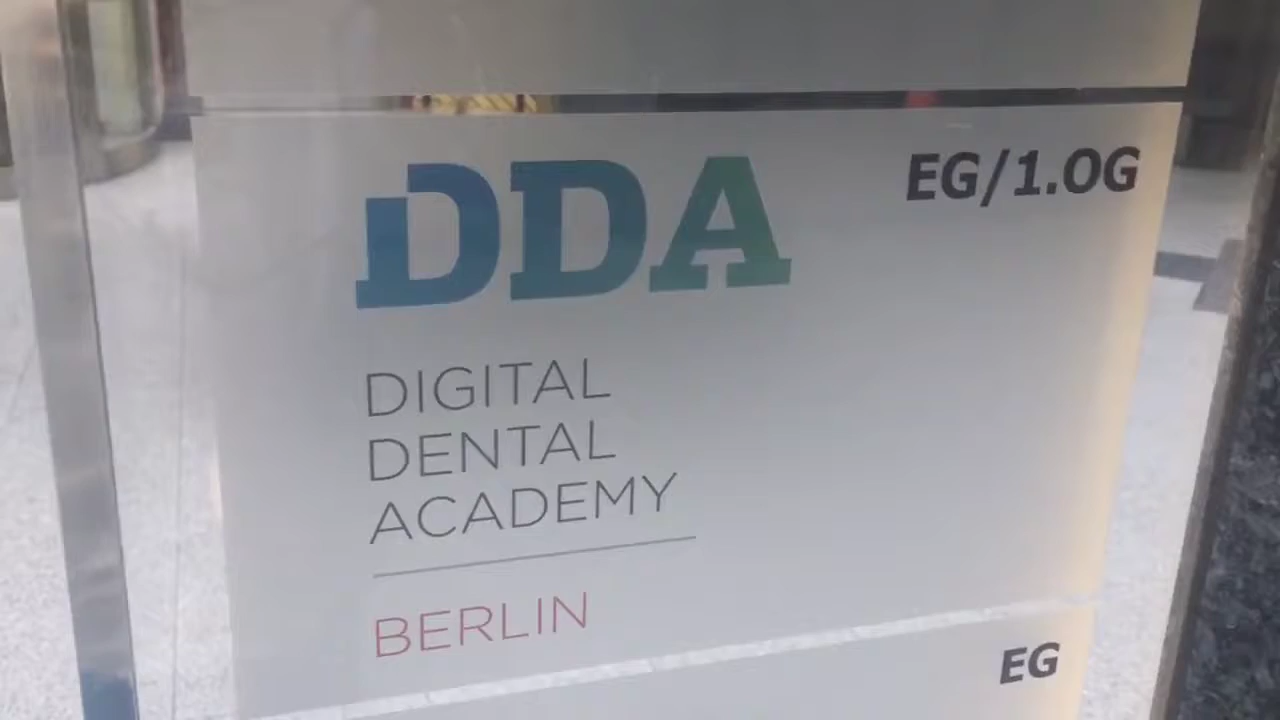 DDA
EG/1.OG
DIGITAL
DENTAL
ACADEMY
BERLIN
EG